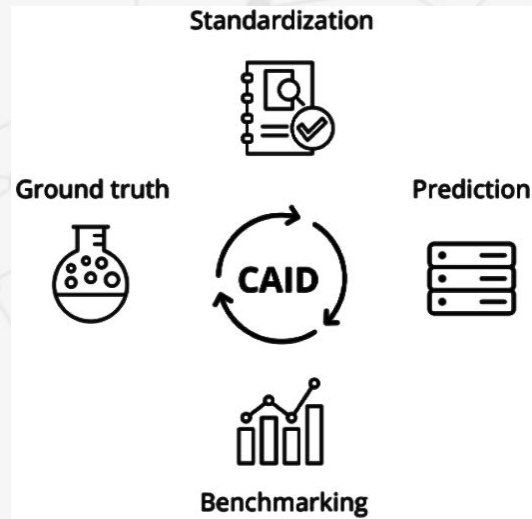 Standardization
Ground truth
Prediction
CAID
Benchmarking